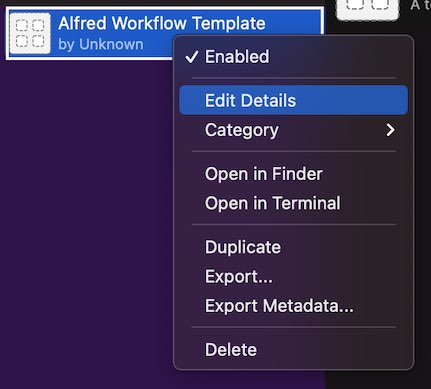 Alfred Workflow Template
by Unknown
Enabled
Edit Details
Category
Open in Finder
Open in Terminal
Duplicate
Export...
Export Metadata...
Delete
A t